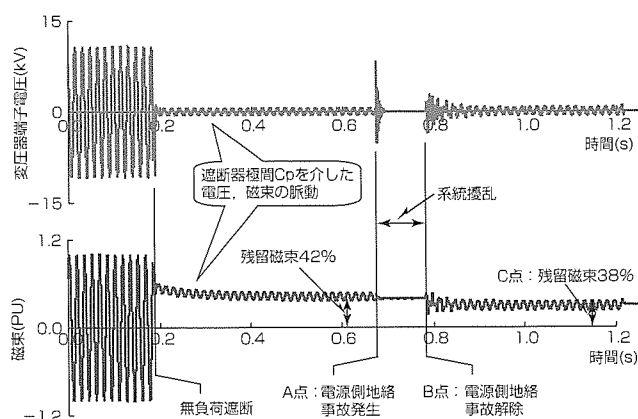 変圧器端子電圧(kV)
15
0
−15
0.0
0.2
0.4
0.6
0.8
1.0
1.2
時間(s)
遮断器極間Cpを介した
電圧,磁束の脈動
系統擾乱
磁束(PU)
1.2
0.0
−1.2
残留磁束42%
C点:残留磁束38%
0.2
0.4
0.6
0.8
1.0
1.2
時間(s)
無負荷遮断
A点:電源側地絡
事故発生
B点:電源側地絡
事故解除